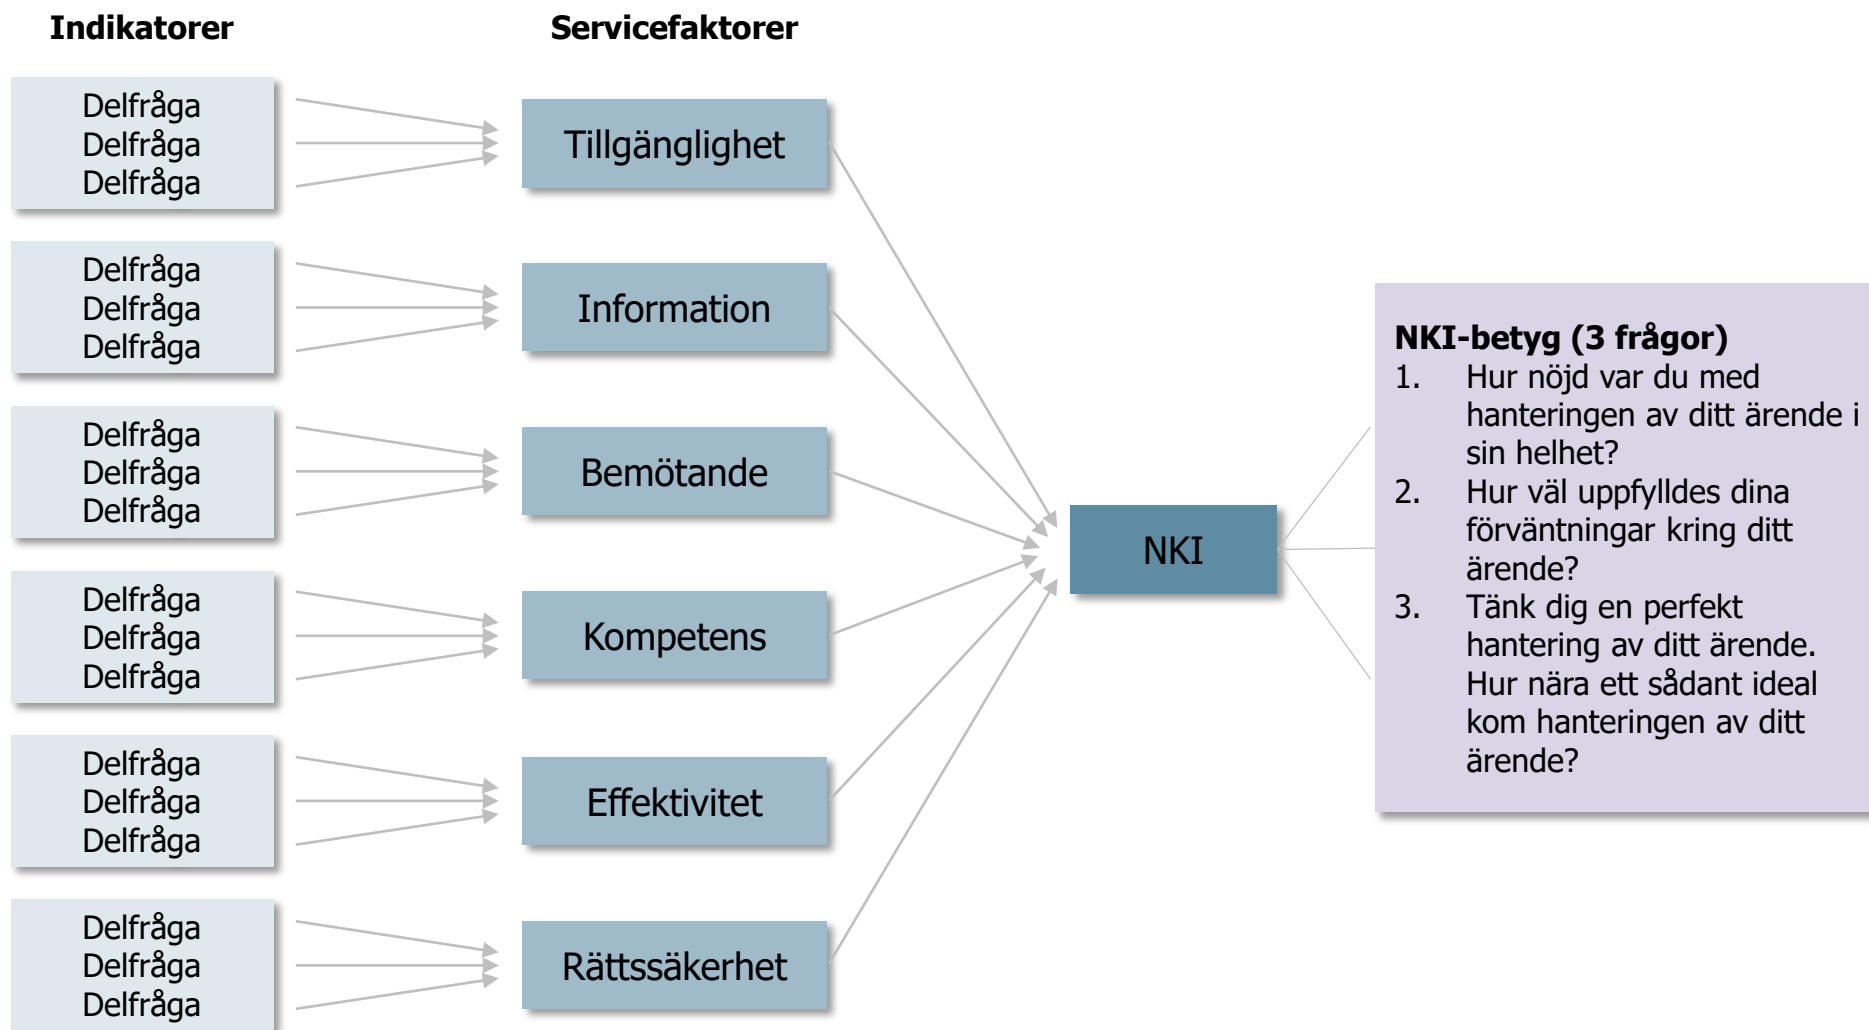 Indikatorer
Servicefaktorer
Delfråga
Delfråga
Delfråga
Tillgänglighet
Delfråga
Delfråga
Delfråga
Information
Delfråga
Delfråga
Delfråga
Bemötande
Delfråga
Delfråga
Delfråga
Kompetens
Delfråga
Delfråga
Delfråga
Effektivitet
Delfråga
Delfråga
Delfråga
Rättssäkerhet
NKI
NKI-betyg (3 frågor)
1. Hur nöjd var du med
hanteringen av ditt ärende i
sin helhet?
2. Hur väl uppfylldes dina
förväntningar kring ditt
ärende?
3. Tänk dig en perfekt
hantering av ditt ärende.
Hur nära ett sådant ideal
kom hanteringen av ditt
ärende?